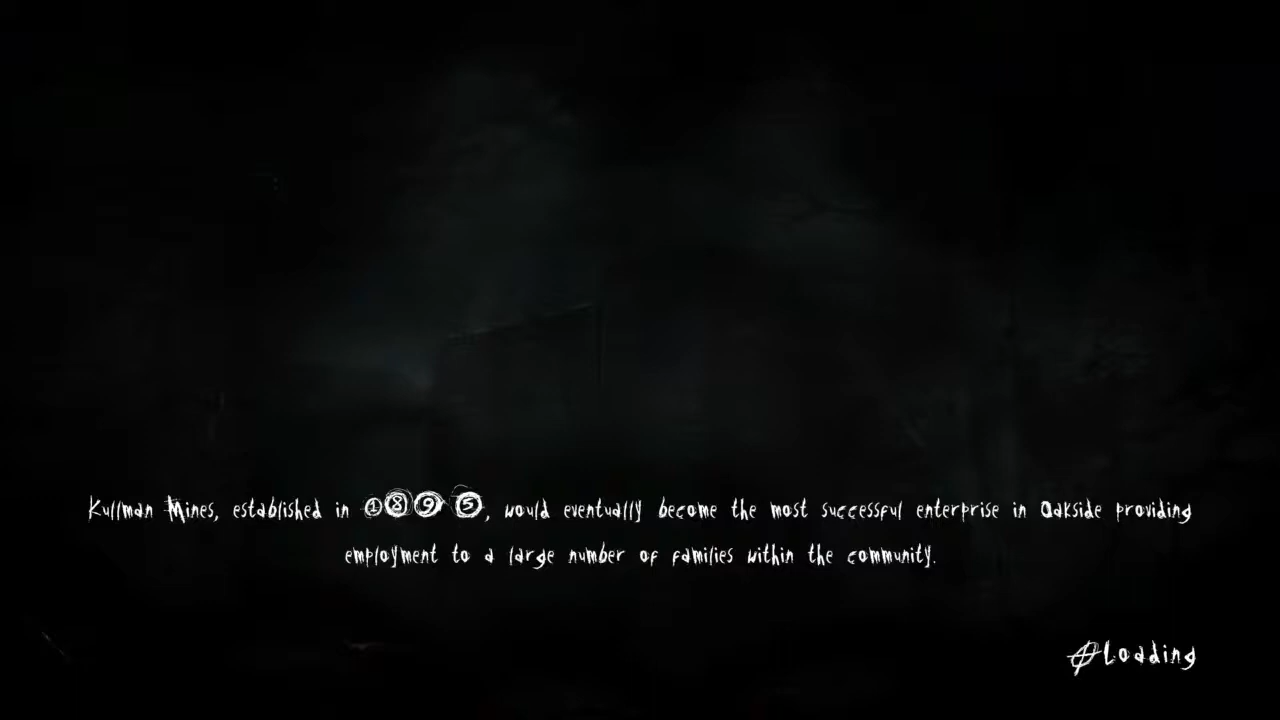 Kullman Mines, established in 1895, would eventually become the most successful enterprise in Oakside providing
employment to a large number of families within the community.
Loading